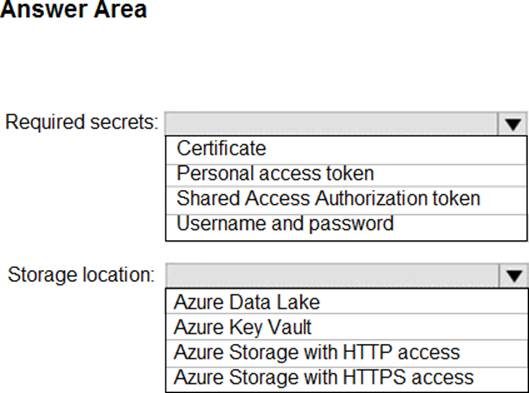 Answer Area
Required secrets:
Certificate
Personal access token
Shared Access Authorization token
Username and password
Storage location:
Azure Data Lake
Azure Key Vault
Azure Storage with HTTP access
Azure Storage with HTTPS access